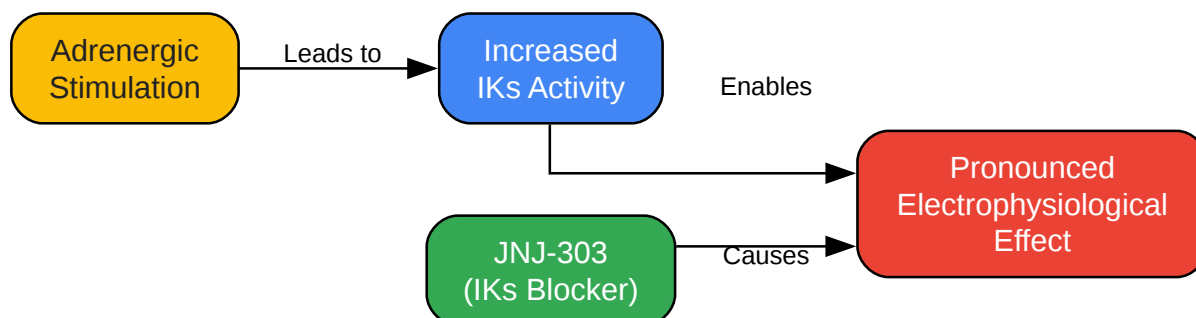 Adrenergic
Stimulation
Leads to
Increased
IKs Activity
Enables
Pronounced
Electrophysiological
Effect
JNJ-303
(IKs Blocker)
Causes